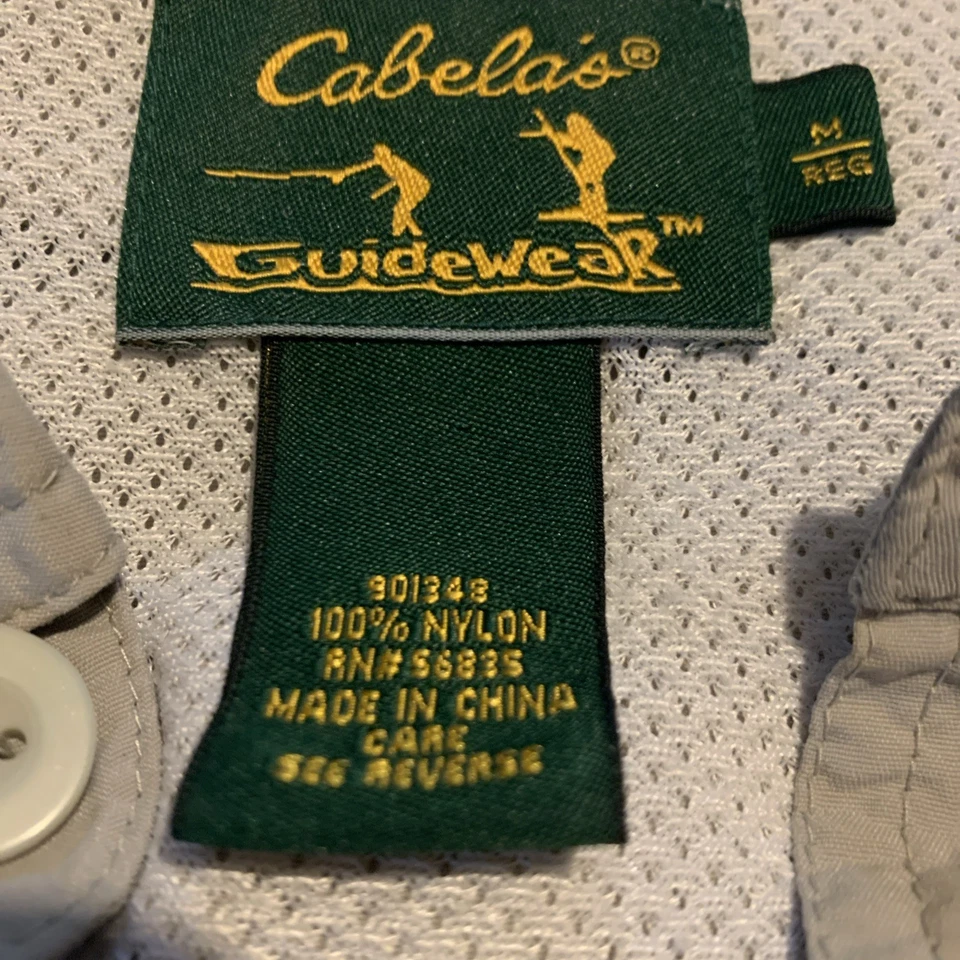 Cabela's®
GuideWear™
M
REG
901348
100% NYLON
RN# 56835
MADE IN CHINA
CARE
SEE REVERSE